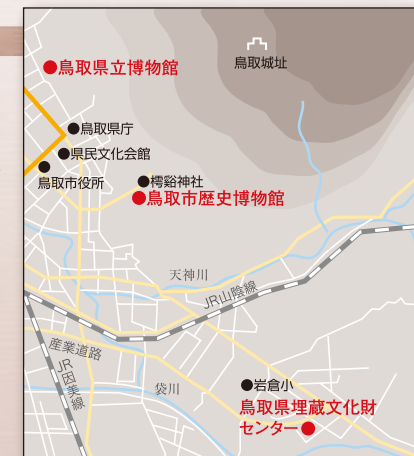 鳥取城址
鳥取県立博物館
鳥取県庁
県民文化会館
鳥取市役所
樗谿神社
鳥取市歴史博物館
天神川
JR山陰線
産業道路
JR因美線
袋川
岩倉小
鳥取県埋蔵文化財
センター